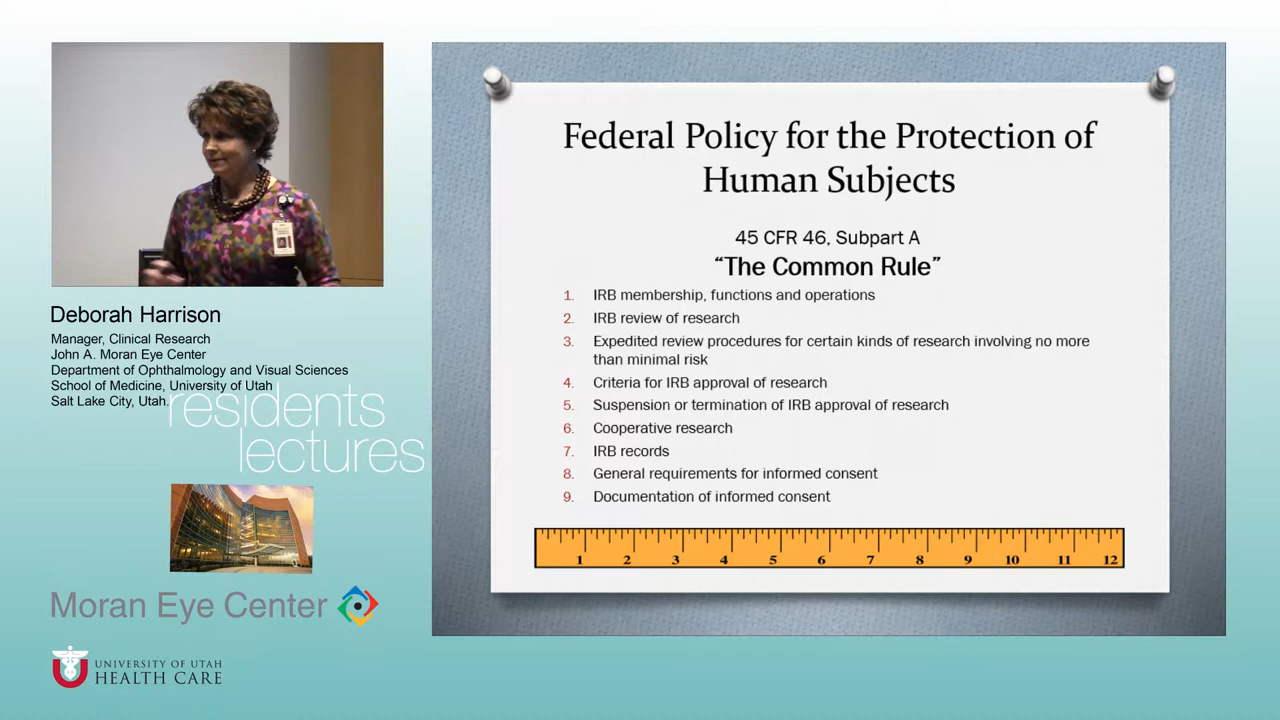 Deborah Harrison
Manager, Clinical Research
John A. Moran Eye Center
Department of Ophthalmology and Visual Sciences
School of Medicine, University of Utah
Salt Lake City, Utah.
residents
lectures
Moran Eye Center
UNIVERSITY OF UTAH
HEALTH CARE
Federal Policy for the Protection of
Human Subjects
45 CFR 46, Subpart A
“The Common Rule”
1. IRB membership, functions and operations
2. IRB review of research
3. Expedited review procedures for certain kinds of research involving no more
than minimal risk
4. Criteria for IRB approval of research
5. Suspension or termination of IRB approval of research
6. Cooperative research
7. IRB records
8. General requirements for informed consent
9. Documentation of informed consent
1 2 3 4 5 6 7 8 9 10 11 12